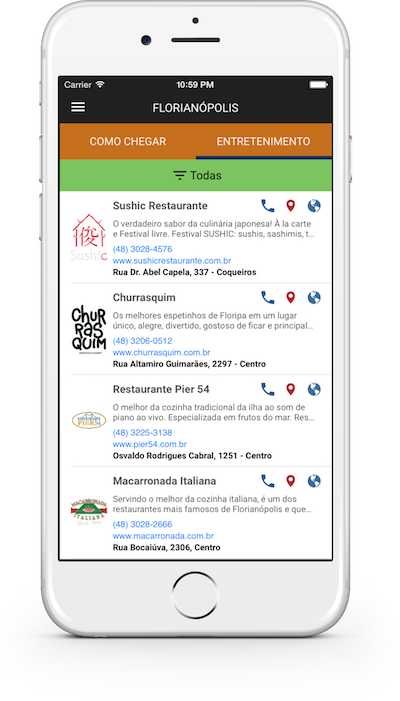 Carrier 10:59 PM
FLORIANÓPOLIS
COMO CHEGAR ENTRETENIMENTO
Todas
Sushic Restaurante
俊
Sushic
O verdadeiro sabor da culinária japonesa! À la carte
e Festival livre. Festival SUSHIC: sushis, sashimis, t...
(48) 3028-4576
www.sushicrestaurante.com.br
Rua Dr. Abel Capela, 337 - Coqueiros
Churrasquim
CHUR
RAS
QUIM
Os melhores espetinhos de Floripa em um lugar
único, alegre, divertido, gostoso de ficar e principal...
(48) 3206-0512
www.churrasquim.com.br
Rua Altamiro Guimarães, 2297 - Centro
Restaurante Pier 54
PIER54
O melhor da cozinha tradicional da ilha ao som de
piano ao vivo. Especializada em frutos do mar. Res...
(48) 3225-3138
www.pier54.com.br
Osvaldo Rodrigues Cabral, 1251 - Centro
Macarronada Italiana
MACARRONADA
ITALIANA
Servindo o melhor da cozinha italiana, é um dos
restaurantes mais famosos de Florianópolis e que...
(48) 3028-2666
www.macarronada.com.br
Rua Bocaiúva, 2306, Centro